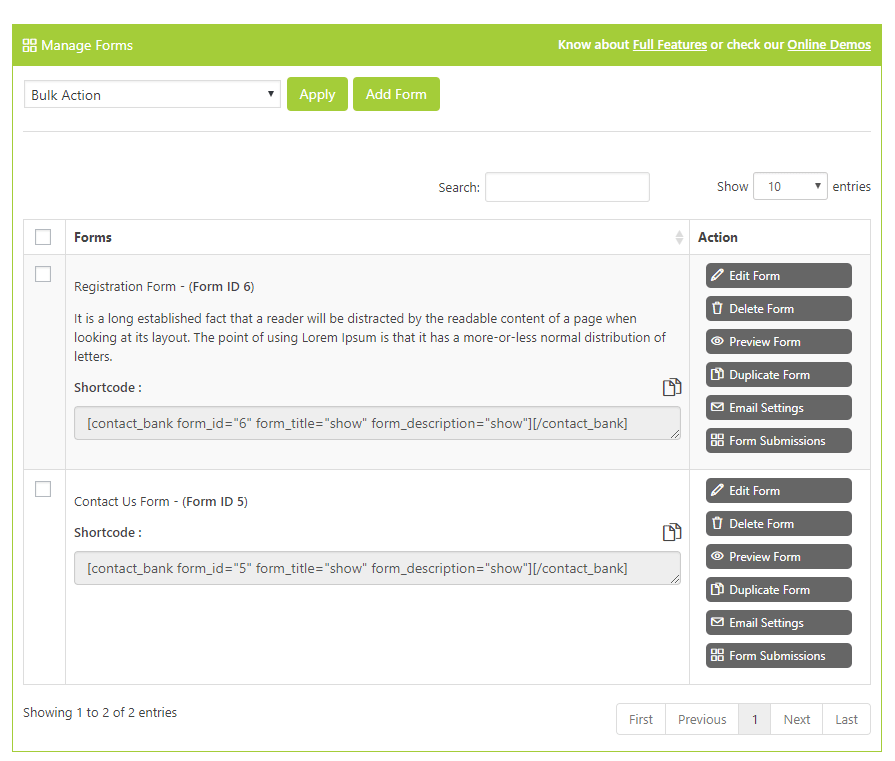 Manage Forms Know about Full Features or check our Online Demos
Bulk Action Apply Add Form
Search: Show 10 entries
Forms Action
Registration Form - (Form ID 6)
It is a long established fact that a reader will be distracted by the readable content of a page when
looking at its layout. The point of using Lorem Ipsum is that it has a more-or-less normal distribution of
letters.
Shortcode :
[contact_bank form_id="6" form_title="show" form_description="show"][/contact_bank]
Edit Form
Delete Form
Preview Form
Duplicate Form
Email Settings
Form Submissions
Contact Us Form - (Form ID 5)
Shortcode :
[contact_bank form_id="5" form_title="show" form_description="show"][/contact_bank]
Edit Form
Delete Form
Preview Form
Duplicate Form
Email Settings
Form Submissions
Showing 1 to 2 of 2 entries First Previous 1 Next Last